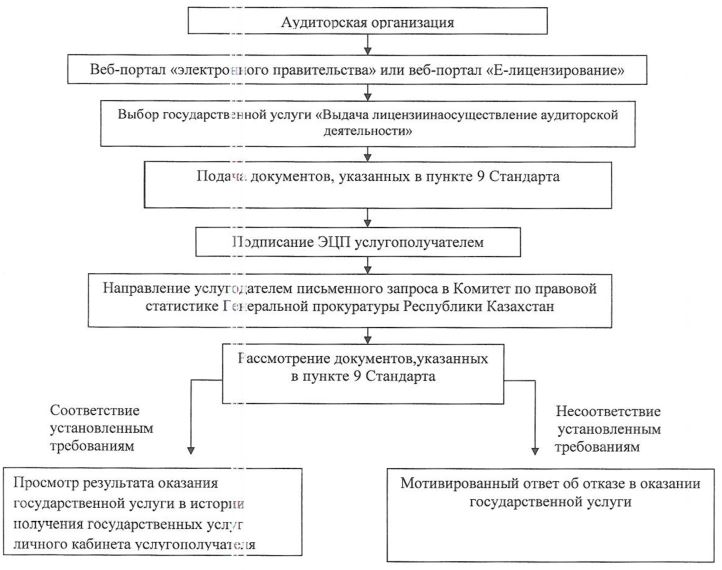 Аудиторская организация
Веб-портал «электронного правительства» или веб-портал «Е-лицензирование»
Выбор государственной услуги «Выдача лицензиинаосуществление аудиторской
деятельности»
Подача документов, указанных в пункте 9 Стандарта
Подписание ЭЦП услугополучателем
Направление услугодателем письменного запроса в Комитет по правовой
статистике Генеральной прокуратуры Республики Казахстан
Рассмотрение документов,указанных
в пункте 9 Стандарта
Соответствие
установленным
требованиям
Несоответствие
установленным
требованиям
Просмотр результата оказания
государственной услуги в истории
получения государственных услуг
личного кабинета услугополучателя
Мотивированный ответ об отказе в оказании
государственной услуги